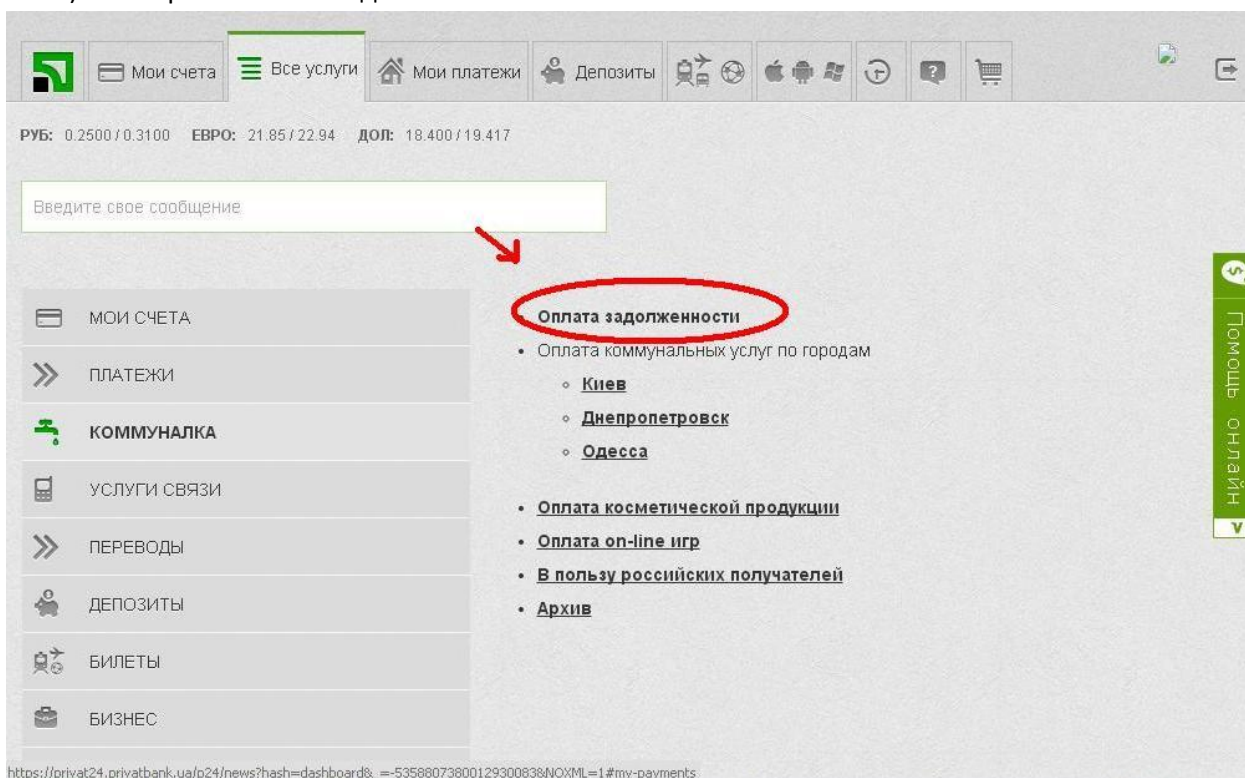 Мои счета
Все услуги
Мои платежи
Депозиты
РУБ: 0.2500 / 0.3100 ЕВРО: 21.85 / 22.94 ДОЛ: 18.400 / 19.417
Введите свое сообщение
МОИ СЧЕТА
ПЛАТЕЖИ
КОММУНАЛКА
УСЛУГИ СВЯЗИ
ПЕРЕВОДЫ
ДЕПОЗИТЫ
БИЛЕТЫ
БИЗНЕС
• Оплата задолженности
• Оплата коммунальных услуг по городам
◦ Киев
◦ Днепропетровск
◦ Одесса
• Оплата косметической продукции
• Оплата on-line игр
• В пользу российских получателей
• Архив
Помощь онлайн
https://privat24.privatbank.ua/p24/news?hash=dashboard&_=-5358807380012930083&NOXML=1#my-payments